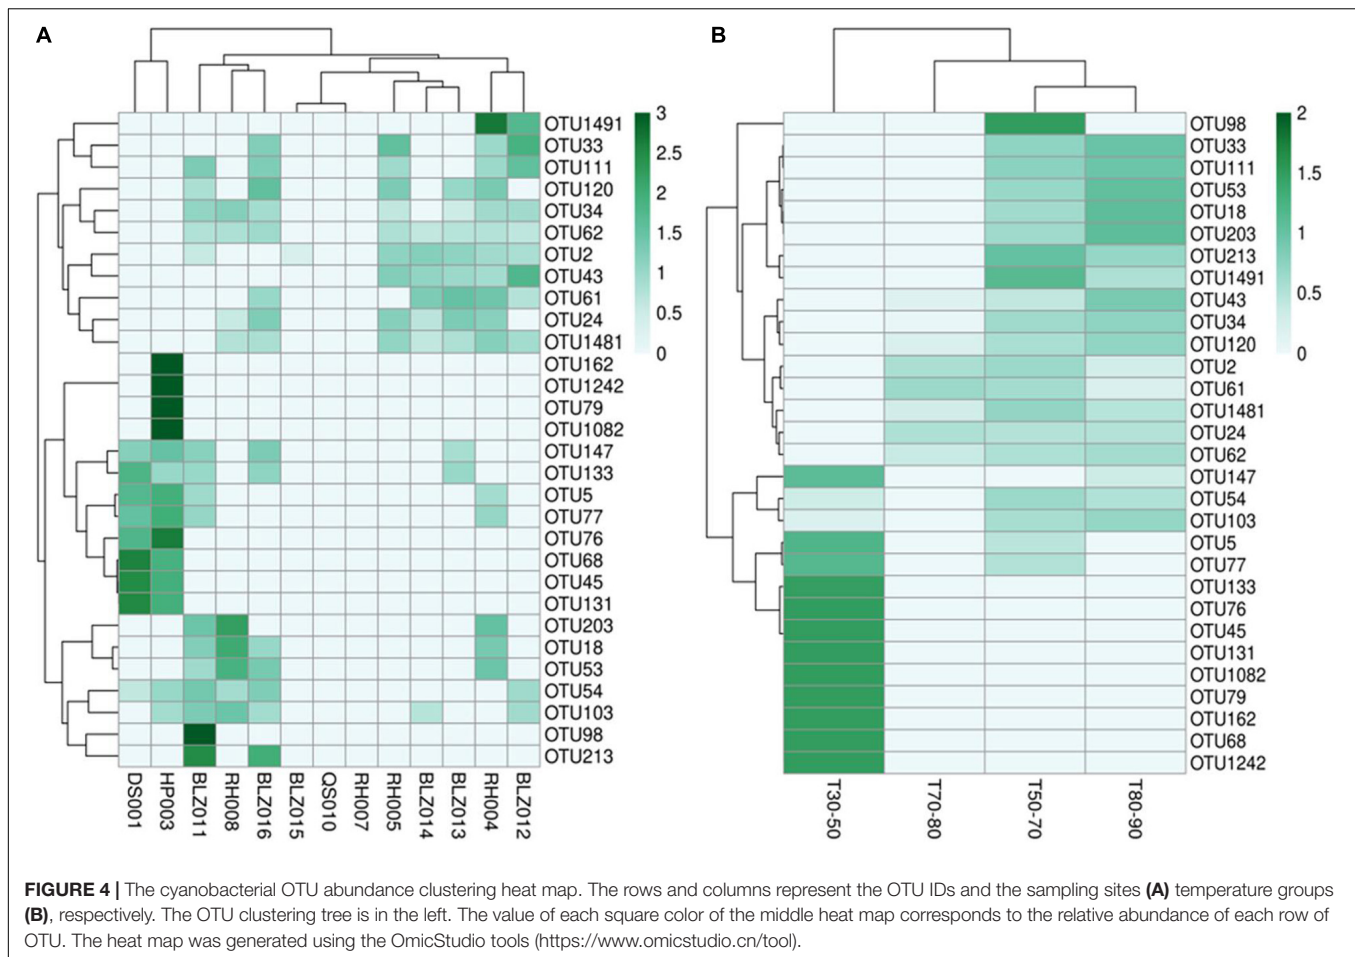 A
B
OTU1491
OTU33
OTU111
OTU120
OTU34
OTU62
OTU2
OTU43
OTU61
OTU24
OTU1481
OTU162
OTU1242
OTU79
OTU1082
OTU147
OTU133
OTU5
OTU77
OTU76
OTU68
OTU45
OTU131
OTU203
OTU18
OTU53
OTU54
OTU103
OTU98
OTU213
3
2.5
2
1.5
1
0.5
0
DS001
HP003
BLZ011
RH008
BLZ016
BLZ015
QS010
RH007
RH005
BLZ014
BLZ013
RH004
BLZ012
OTU98
OTU33
OTU111
OTU53
OTU18
OTU203
OTU213
OTU1491
OTU43
OTU34
OTU120
OTU2
OTU61
OTU1481
OTU24
OTU62
OTU147
OTU54
OTU103
OTU5
OTU77
OTU133
OTU76
OTU45
OTU131
OTU1082
OTU79
OTU162
OTU68
OTU1242
2
1.5
1
0.5
0
T30-50
T70-80
T50-70
T80-90
FIGURE 4 | The cyanobacterial OTU abundance clustering heat map. The rows and columns represent the OTU IDs and the sampling sites (A) temperature groups
(B), respectively. The OTU clustering tree is in the left. The value of each square color of the middle heat map corresponds to the relative abundance of each row of
OTU. The heat map was generated using the OmicStudio tools (https://www.omicstudio.cn/tool).